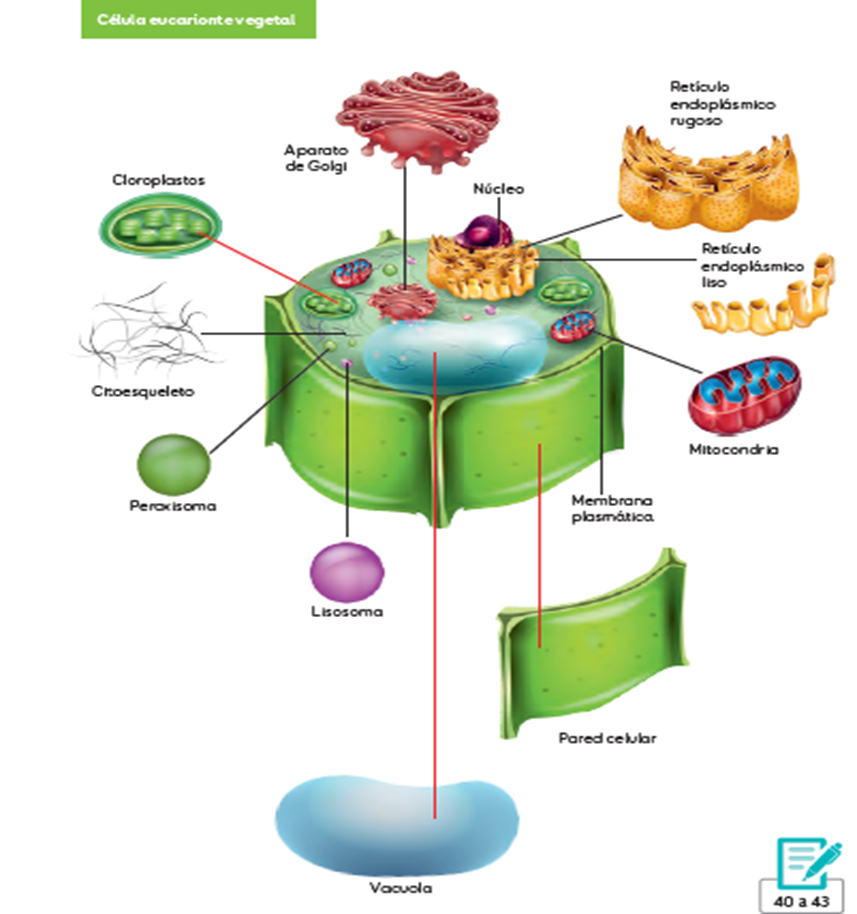 Célula eucarionte vegetal
Retículo
endoplásmico
rugoso
Aparato
de Golgi
Cloroplastos
Núcleo
Retículo
endoplásmico
liso
Citoesqueleto
Mitocondria
Peroxisoma
Membrana
plasmática
Lisosoma
Pared celular
Vacuola
40 a 43